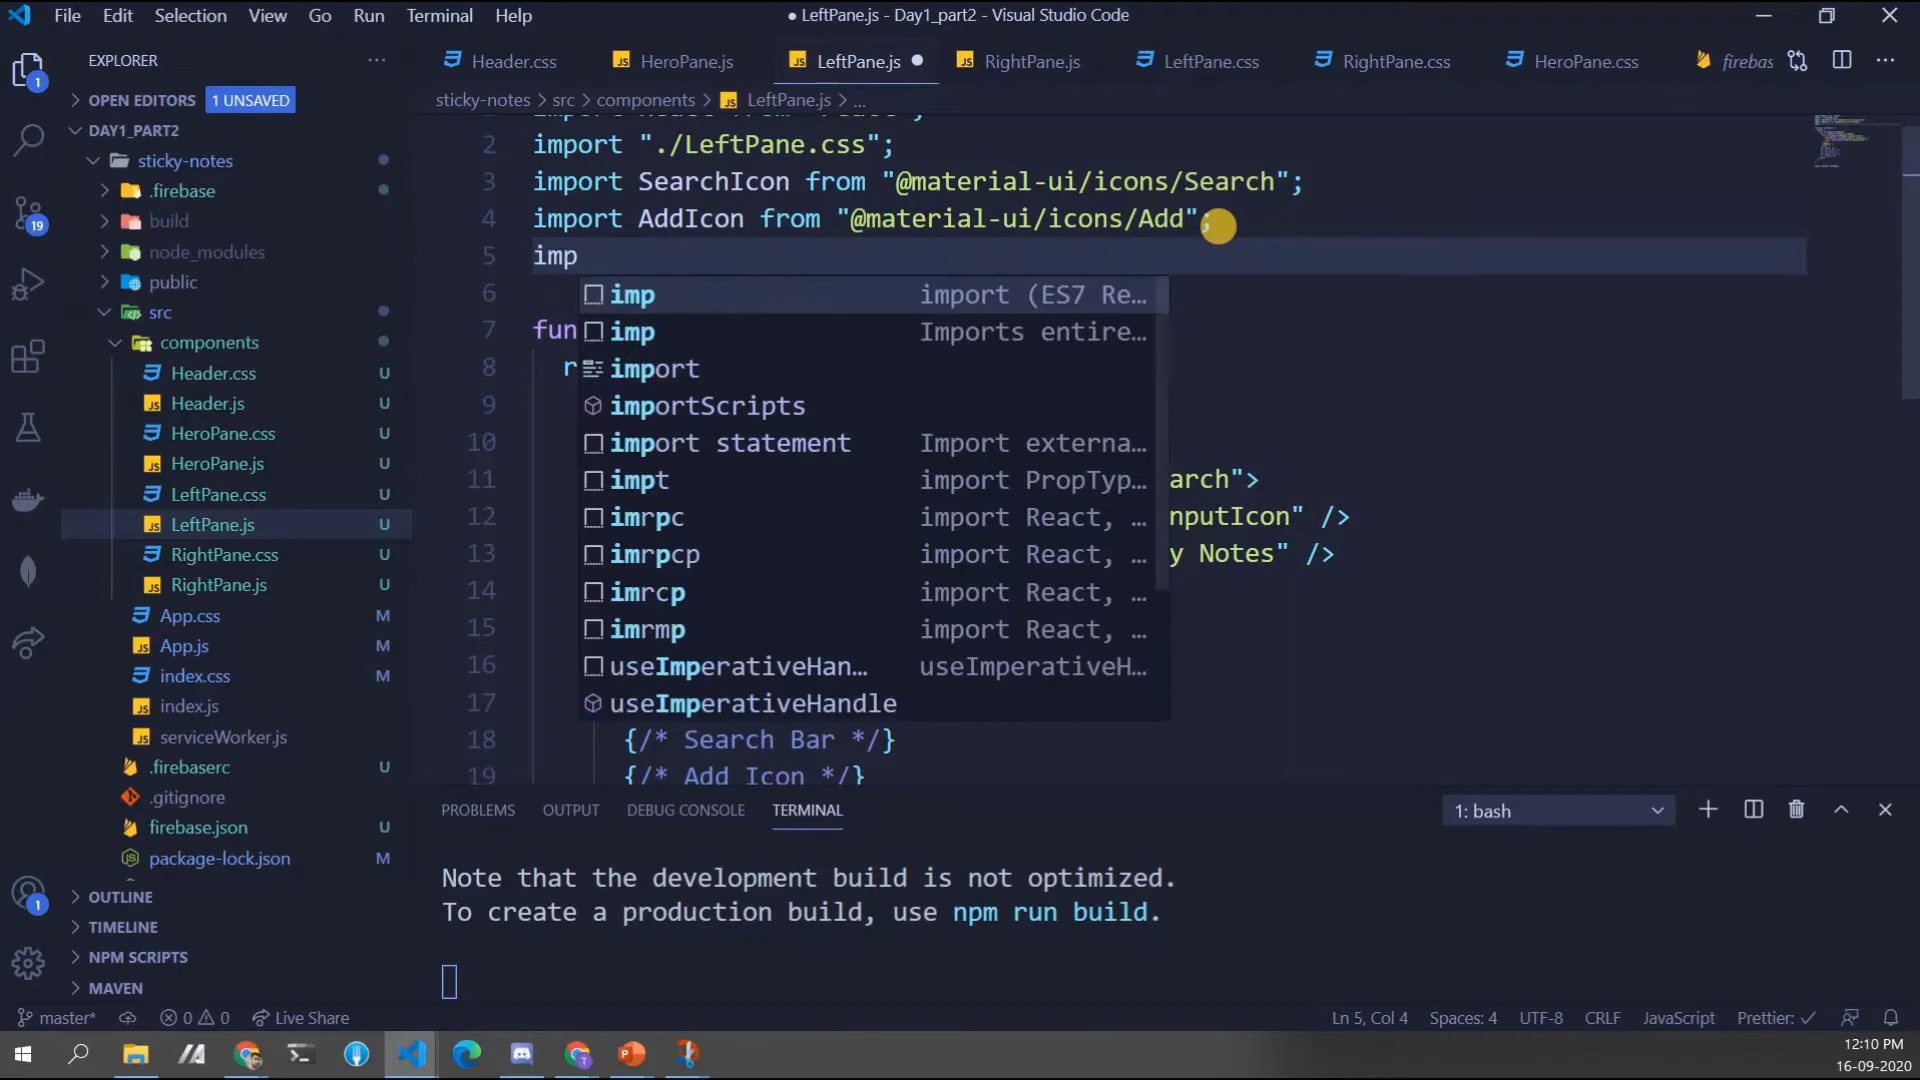 File Edit Selection View Go Run Terminal Help
● LeftPane.js - Day1_part2 - Visual Studio Code
EXPLORER
OPEN EDITORS 1 UNSAVED
DAY1_PART2
sticky-notes
.firebase
build
node_modules
public
src
components
Header.css U
Header.js U
HeroPane.css U
HeroPane.js U
LeftPane.css U
LeftPane.js U
RightPane.css U
RightPane.js U
App.css M
App.js M
index.css M
index.js
serviceWorker.js
.firebaserc U
.gitignore
firebase.json U
package-lock.json M
OUTLINE
TIMELINE
NPM SCRIPTS
MAVEN
1
19
1
Header.css HeroPane.js LeftPane.js RightPane.js LeftPane.css RightPane.css HeroPane.css firebas
sticky-notes > src > components > LeftPane.js > ...
2 import "./LeftPane.css";
3 import SearchIcon from "@material-ui/icons/Search";
4 import AddIcon from "@material-ui/icons/Add";
5 imp
6
7 fun
8 r
9
10
11 arch">
12 nputIcon" />
13 y Notes" />
14
15
16
17
18 {/* Search Bar */}
19 {/* Add Icon */}
imp import (ES7 Re...
imp Imports entire...
import
importScripts
import statement Import externa...
impt import PropTyp...
imrpc import React, ...
imrpcp import React, ...
imrcp import React, ...
imrmp import React, ...
useImperativeHan... useImperativeH...
useImperativeHandle
PROBLEMS OUTPUT DEBUG CONSOLE TERMINAL
1: bash
Note that the development build is not optimized.
To create a production build, use npm run build.
master* 0 0 Live Share
Ln 5, Col 4 Spaces: 4 UTF-8 CRLF JavaScript Prettier: ✓
12:10 PM
16-09-2020